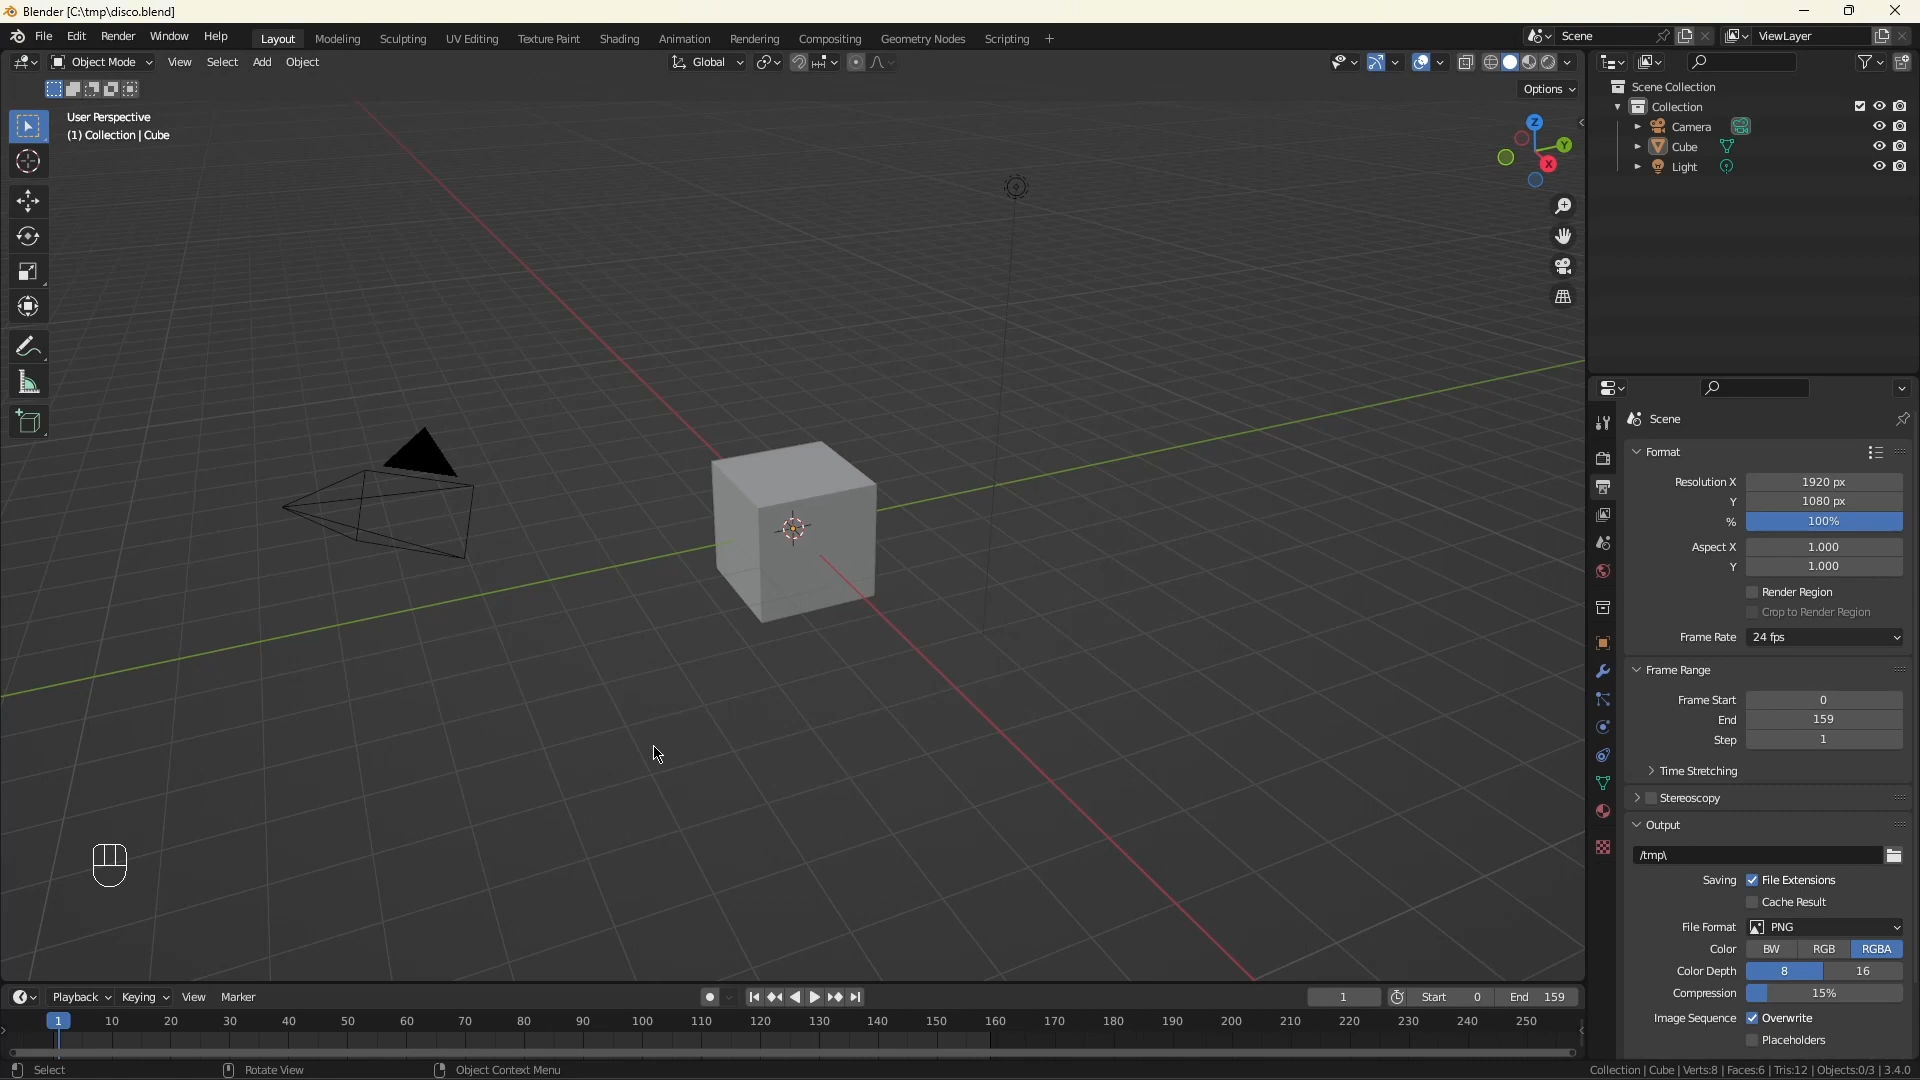 Blender [C:\tmp\disco.blend]
File Edit Render Window Help Layout Modeling Sculpting UV Editing Texture Paint Shading Animation Rendering Compositing Geometry Nodes Scripting + Scene ViewLayer
Object Mode View Select Add Object Global
Options
User Perspective
(1) Collection | Cube
Z
Y
X
Scene Collection
Collection
Camera
Cube
Light
Scene
Format
Resolution X 1920 px
Y 1080 px
% 100%
Aspect X 1.000
Y 1.000
Render Region
Crop to Render Region
Frame Rate 24 fps
Frame Range
Frame Start 0
End 159
Step 1
Time Stretching
Stereoscopy
Output
/tmp\
Saving File Extensions
Cache Result
File Format PNG
Color BW RGB RGBA
Color Depth 8 16
Compression 15%
Image Sequence Overwrite
Placeholders
Playback Keying View Marker 1 Start 0 End 159
1 10 20 30 40 50 60 70 80 90 100 110 120 130 140 150 160 170 180 190 200 210 220 230 240 250
Select Rotate View Object Context Menu Collection | Cube | Verts:8 | Faces:6 | Tris:12 | Objects:0/3 | 3.4.0